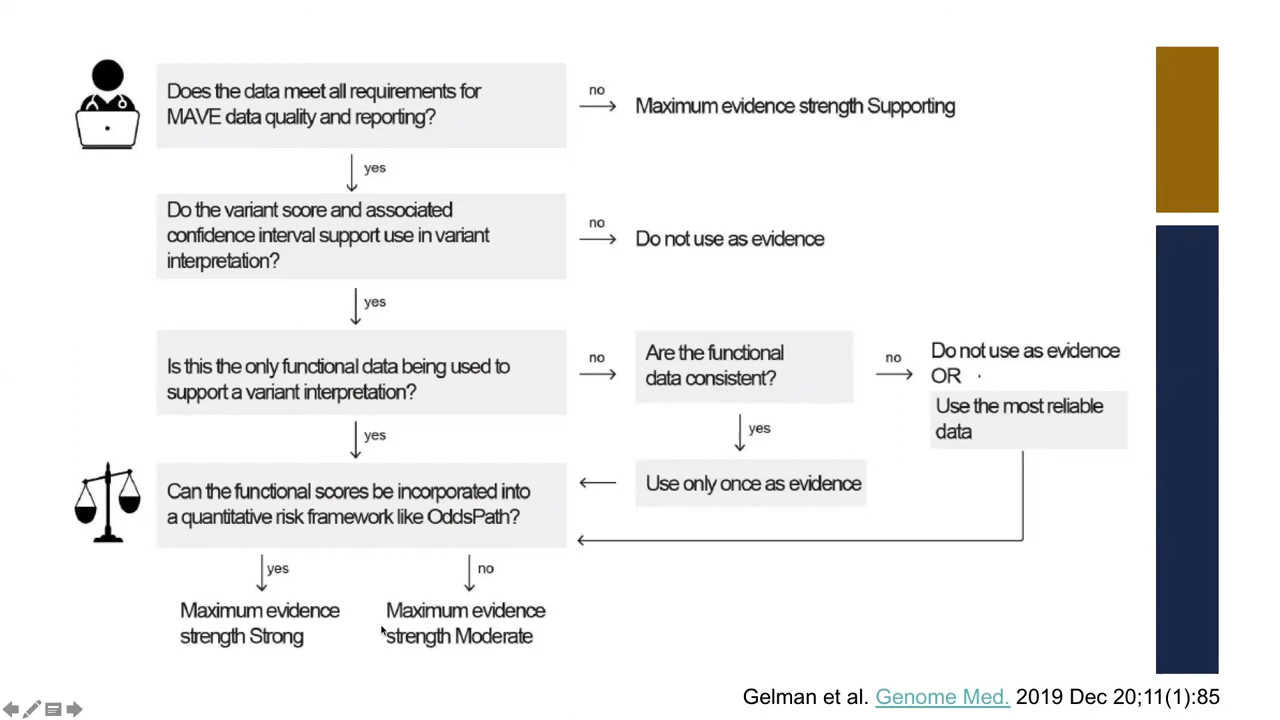 Does the data meet all requirements for
MAVE data quality and reporting?
no
Maximum evidence strength Supporting
yes
Do the variant score and associated
confidence interval support use in variant
interpretation?
no
Do not use as evidence
yes
Is this the only functional data being used to
support a variant interpretation?
no
Are the functional
data consistent?
no
Do not use as evidence
OR
Use the most reliable
data
yes
yes
Use only once as evidence
Can the functional scores be incorporated into
a quantitative risk framework like OddsPath?
yes
no
Maximum evidence
strength Strong
Maximum evidence
strength Moderate
Gelman et al. Genome Med. 2019 Dec 20;11(1):85